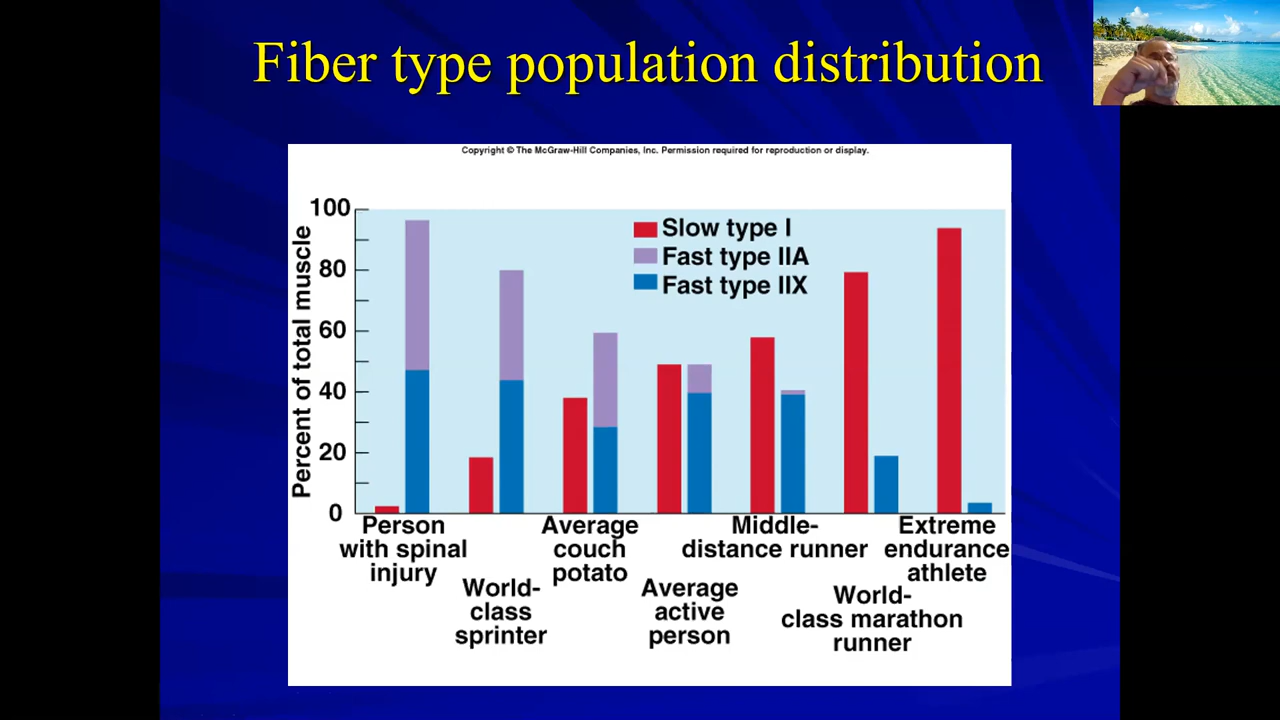 Fiber type population distribution
Copyright © The McGraw-Hill Companies, Inc. Permission required for reproduction or display.
Percent of total muscle
100
80
60
40
20
0
Slow type I
Fast type IIA
Fast type IIX
Person
with spinal
injury
World-
class
sprinter
Average
couch
potato
Average
active
person
Middle-
distance runner
World-
class marathon
runner
Extreme
endurance
athlete